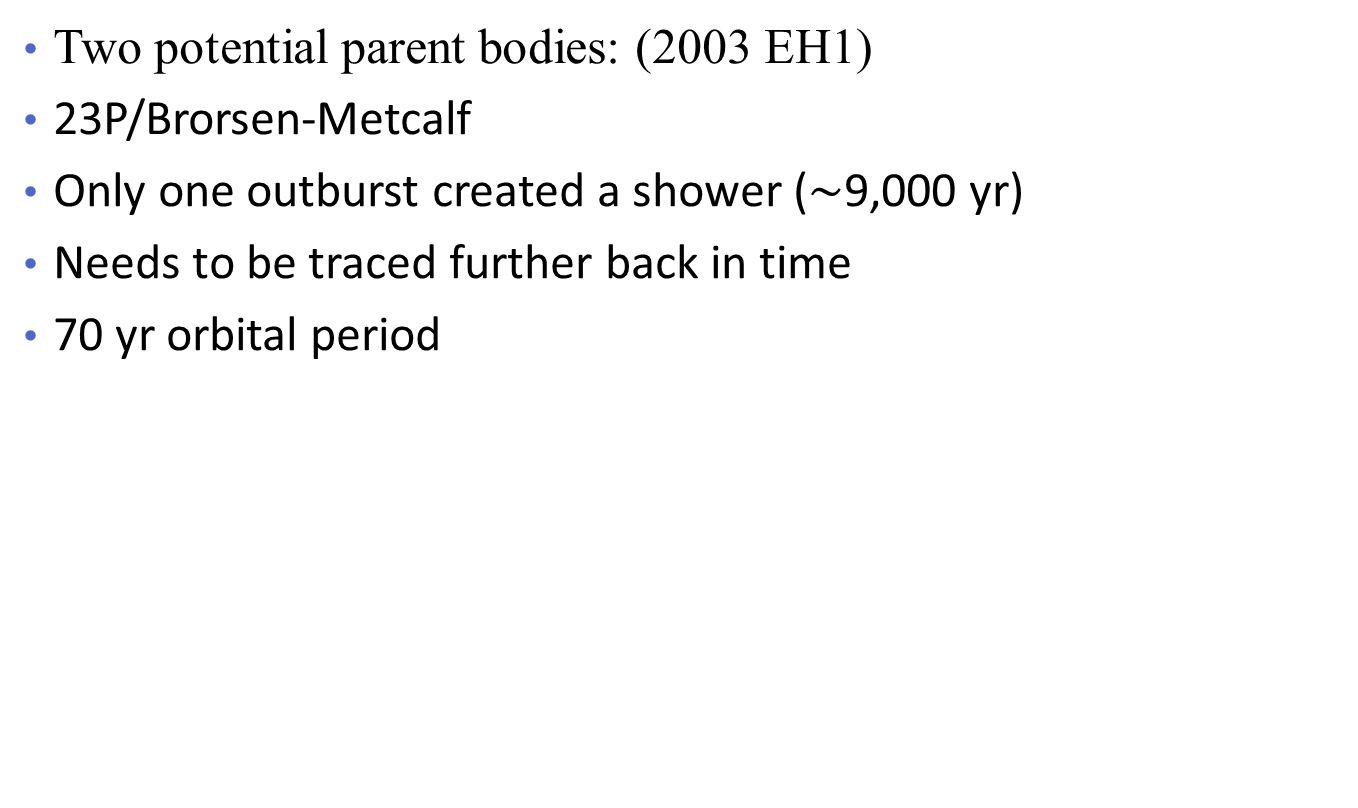 • Two potential parent bodies: (2003 EH1)
• 23P/Brorsen-Metcalf
• Only one outburst created a shower (~9,000 yr)
• Needs to be traced further back in time
• 70 yr orbital period